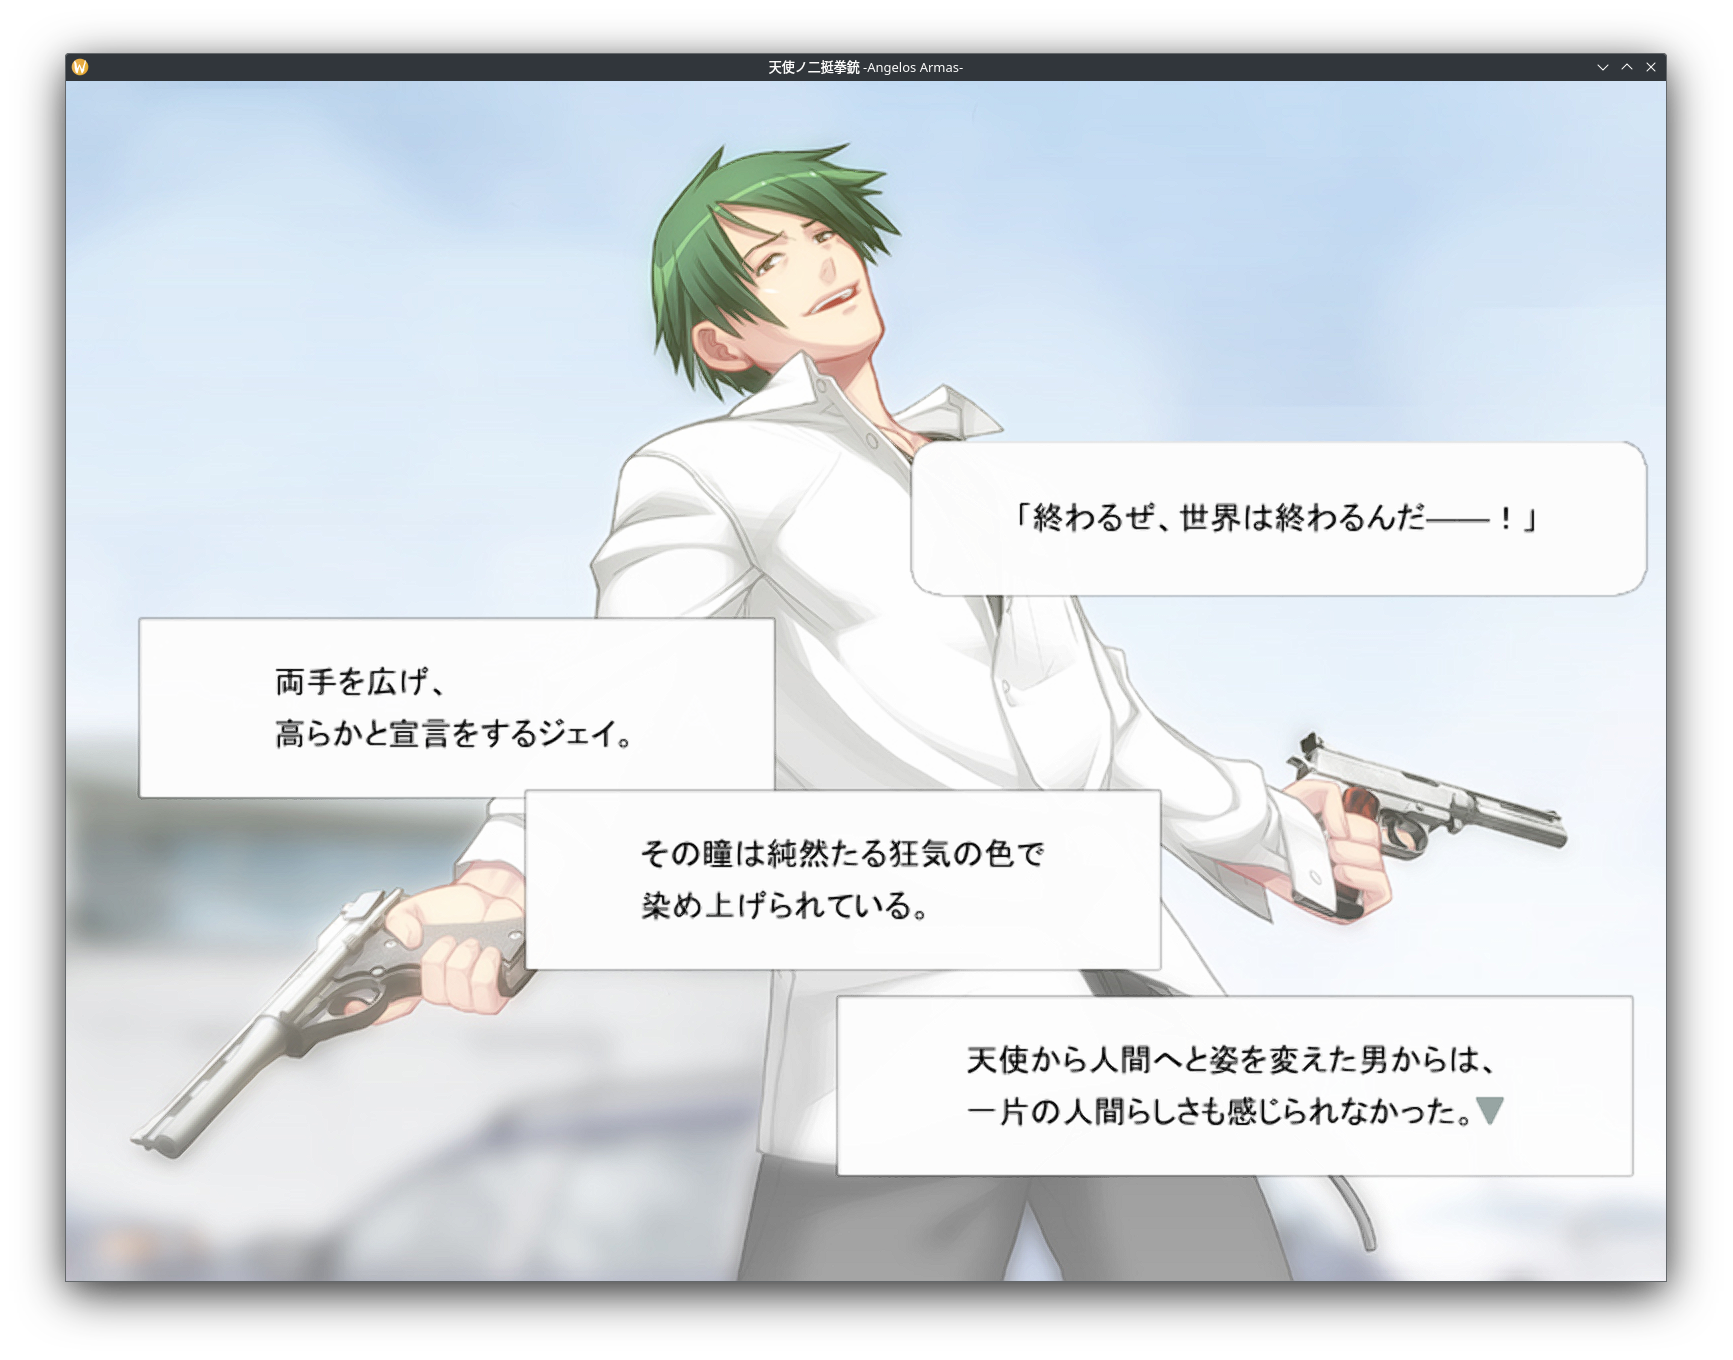 天使ノ二挺拳銃 -Angelos Armas-
「終わるぜ、世界は終わるんだ――！」
両手を広げ、
高らかと宣言をするジェイ。
その瞳は純然たる狂気の色で
染め上げられている。
天使から人間へと姿を変えた男からは、
一片の人間らしさも感じられなかった。